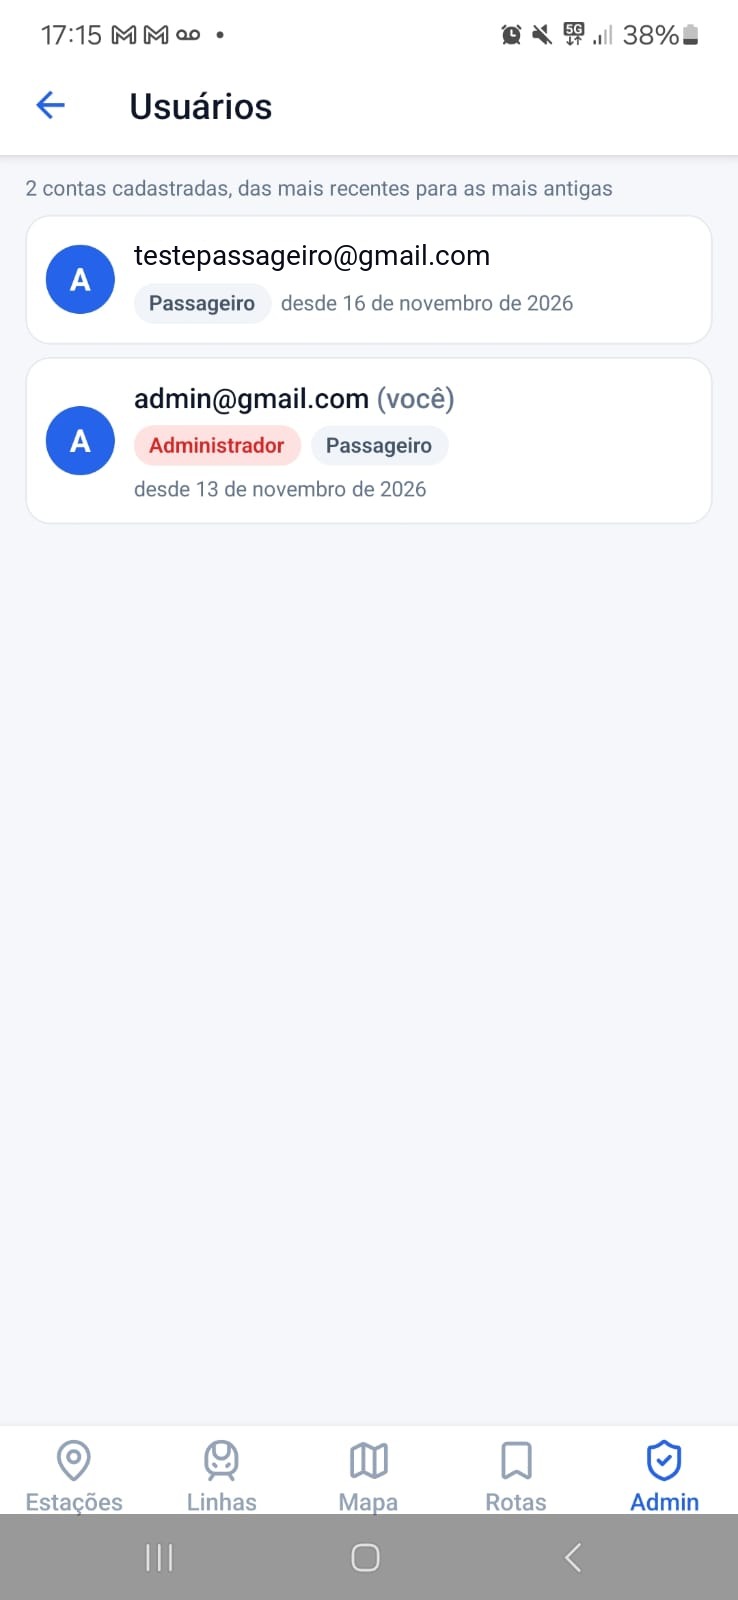 17:15
5G
38%
Usuários
2 contas cadastradas, das mais recentes para as mais antigas
A
testepassageiro@gmail.com
Passageiro desde 16 de novembro de 2026
A
admin@gmail.com (você)
Administrador Passageiro
desde 13 de novembro de 2026
Estações Linhas Mapa Rotas Admin